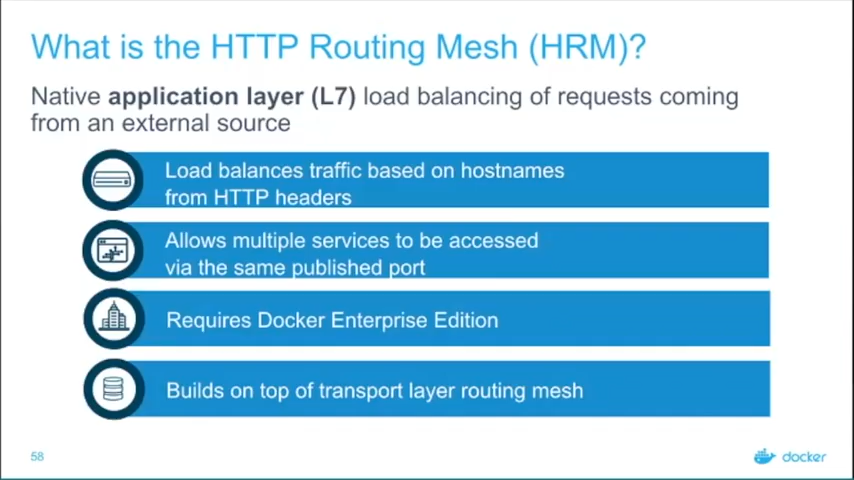 What is the HTTP Routing Mesh (HRM)?
Native application layer (L7) load balancing of requests coming
from an external source
Load balances traffic based on hostnames
from HTTP headers
Allows multiple services to be accessed
via the same published port
Requires Docker Enterprise Edition
Builds on top of transport layer routing mesh
58
docker